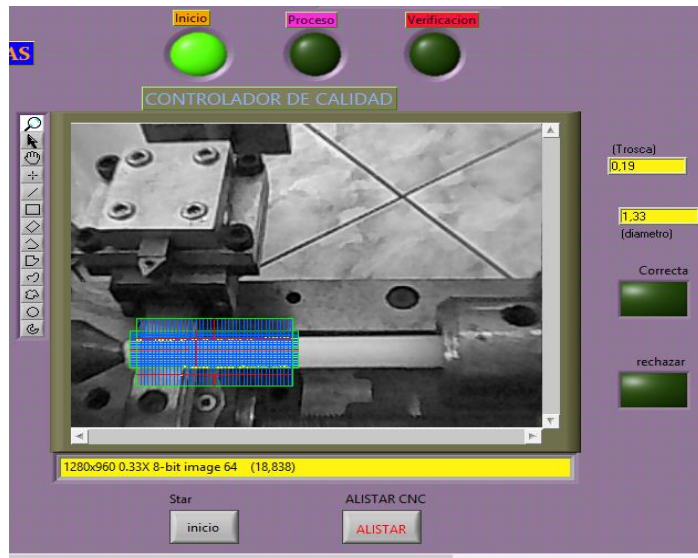 Inicio
Proceso
Verificacion
AS
CONTROLADOR DE CALIDAD
(Trosca)
0,19
1,33
(diametro)
Correcta
rechazar
1280x960 0.33X 8-bit image 64 (18,838)
Star
inicio
ALISTAR CNC
ALISTAR